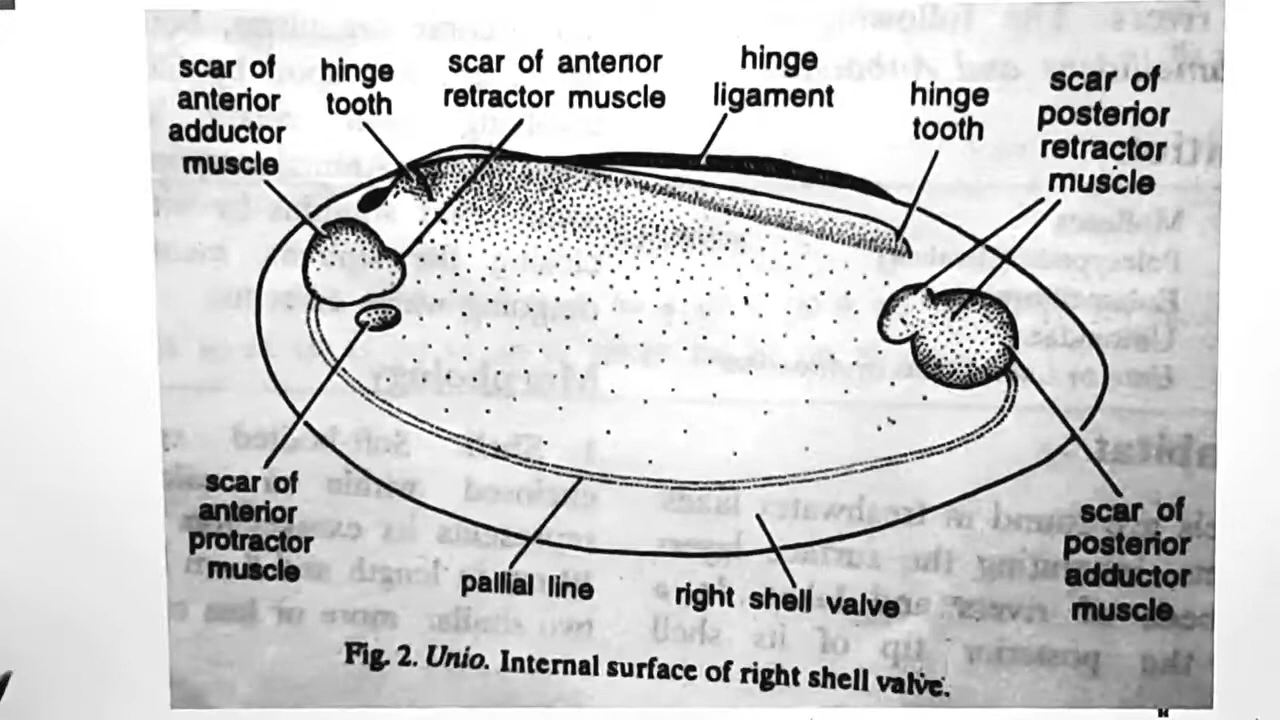 scar of
anterior
adductor
muscle
hinge
tooth
scar of anterior
retractor muscle
hinge
ligament
hinge
tooth
scar of
posterior
retractor
muscle
scar of
anterior
protractor
muscle
pallial line
right shell valve
scar of
posterior
adductor
muscle
Fig. 2. Unio. Internal surface of right shell valve.